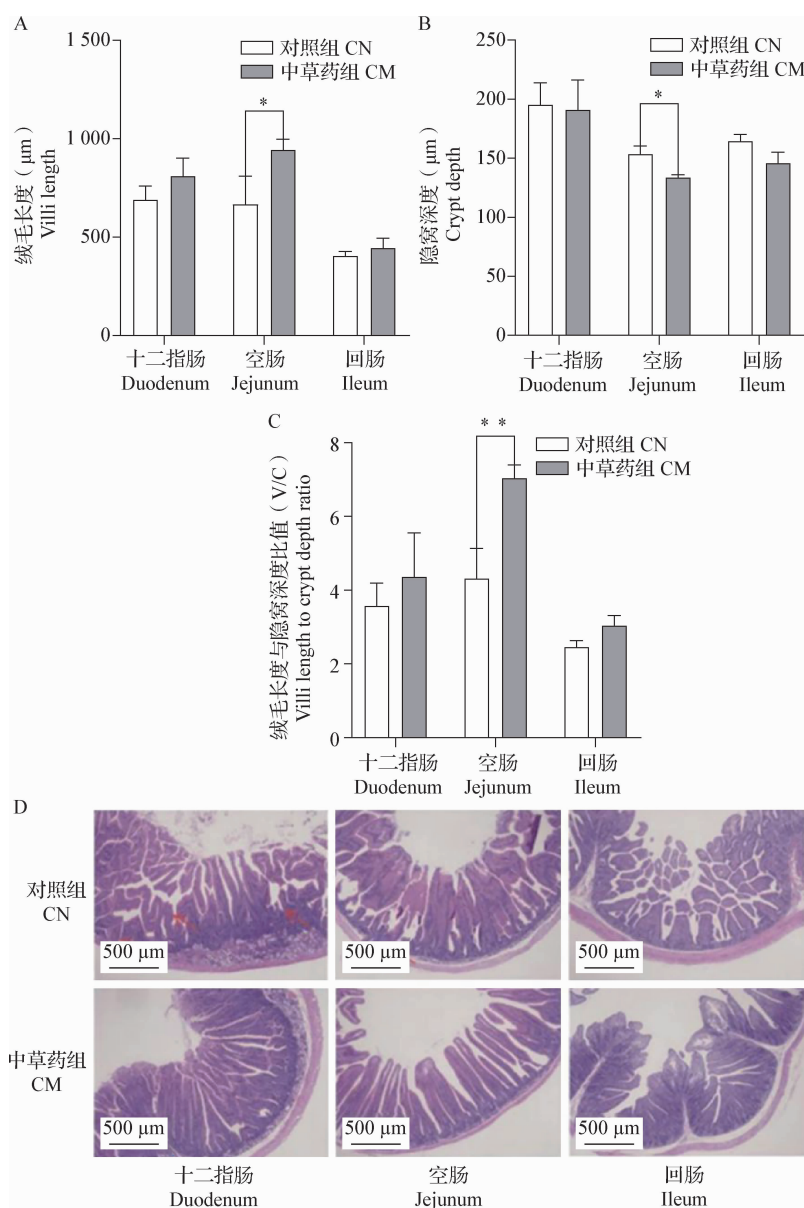 A
1 500
1 000
500
0
绒毛长度（μm）
Villi length
对照组 CN
中草药组 CM
*
十二指肠
Duodenum
空肠
Jejunum
回肠
Ileum
B
250
200
150
100
50
0
隐窝深度（μm）
Crypt depth
对照组 CN
中草药组 CM
*
十二指肠
Duodenum
空肠
Jejunum
回肠
Ileum
C
8
6
4
2
0
绒毛长度与隐窝深度比值（V/C）
Villi length to crypt depth ratio
* *
对照组 CN
中草药组 CM
十二指肠
Duodenum
空肠
Jejunum
回肠
Ileum
D
对照组
CN
500 μm
500 μm
500 μm
中草药组
CM
500 μm
500 μm
500 μm
十二指肠
Duodenum
空肠
Jejunum
回肠
Ileum